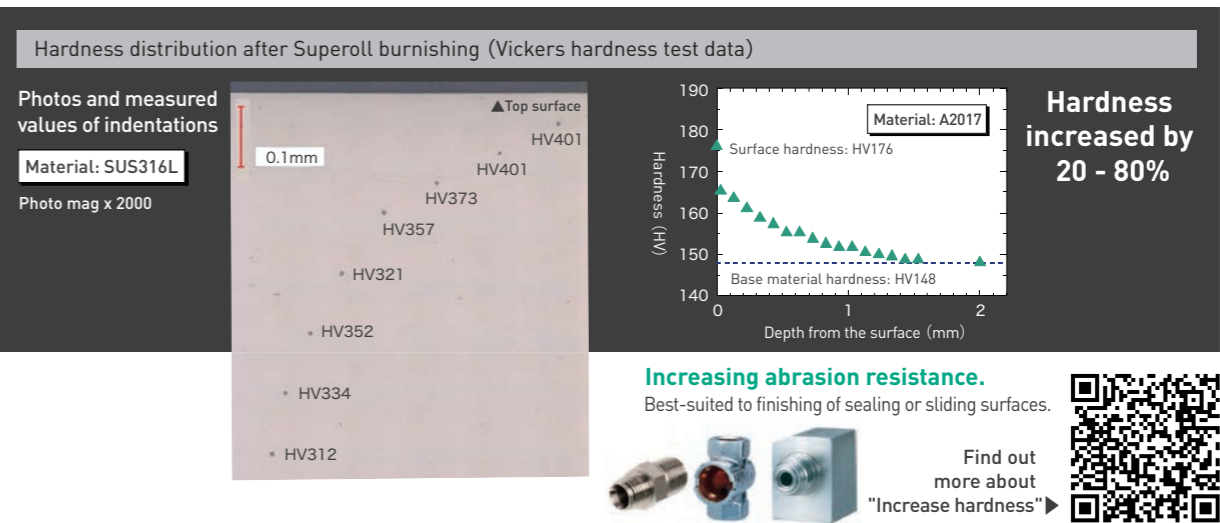 Hardness distribution after Superoll burnishing (Vickers hardness test data)
Photos and measured
values of indentations
Material: SUS316L
Photo mag x 2000
0.1mm
▲Top surface
HV401
HV401
HV373
HV357
HV321
HV352
HV334
HV312
Hardness (HV)
190
180
170
160
150
140
Material: A2017
Surface hardness: HV176
Base material hardness: HV148
0
1
2
Depth from the surface (mm)
Hardness
increased by
20 - 80%
Increasing abrasion resistance.
Best-suited to finishing of sealing or sliding surfaces.
Find out
more about
"Increase hardness"▶